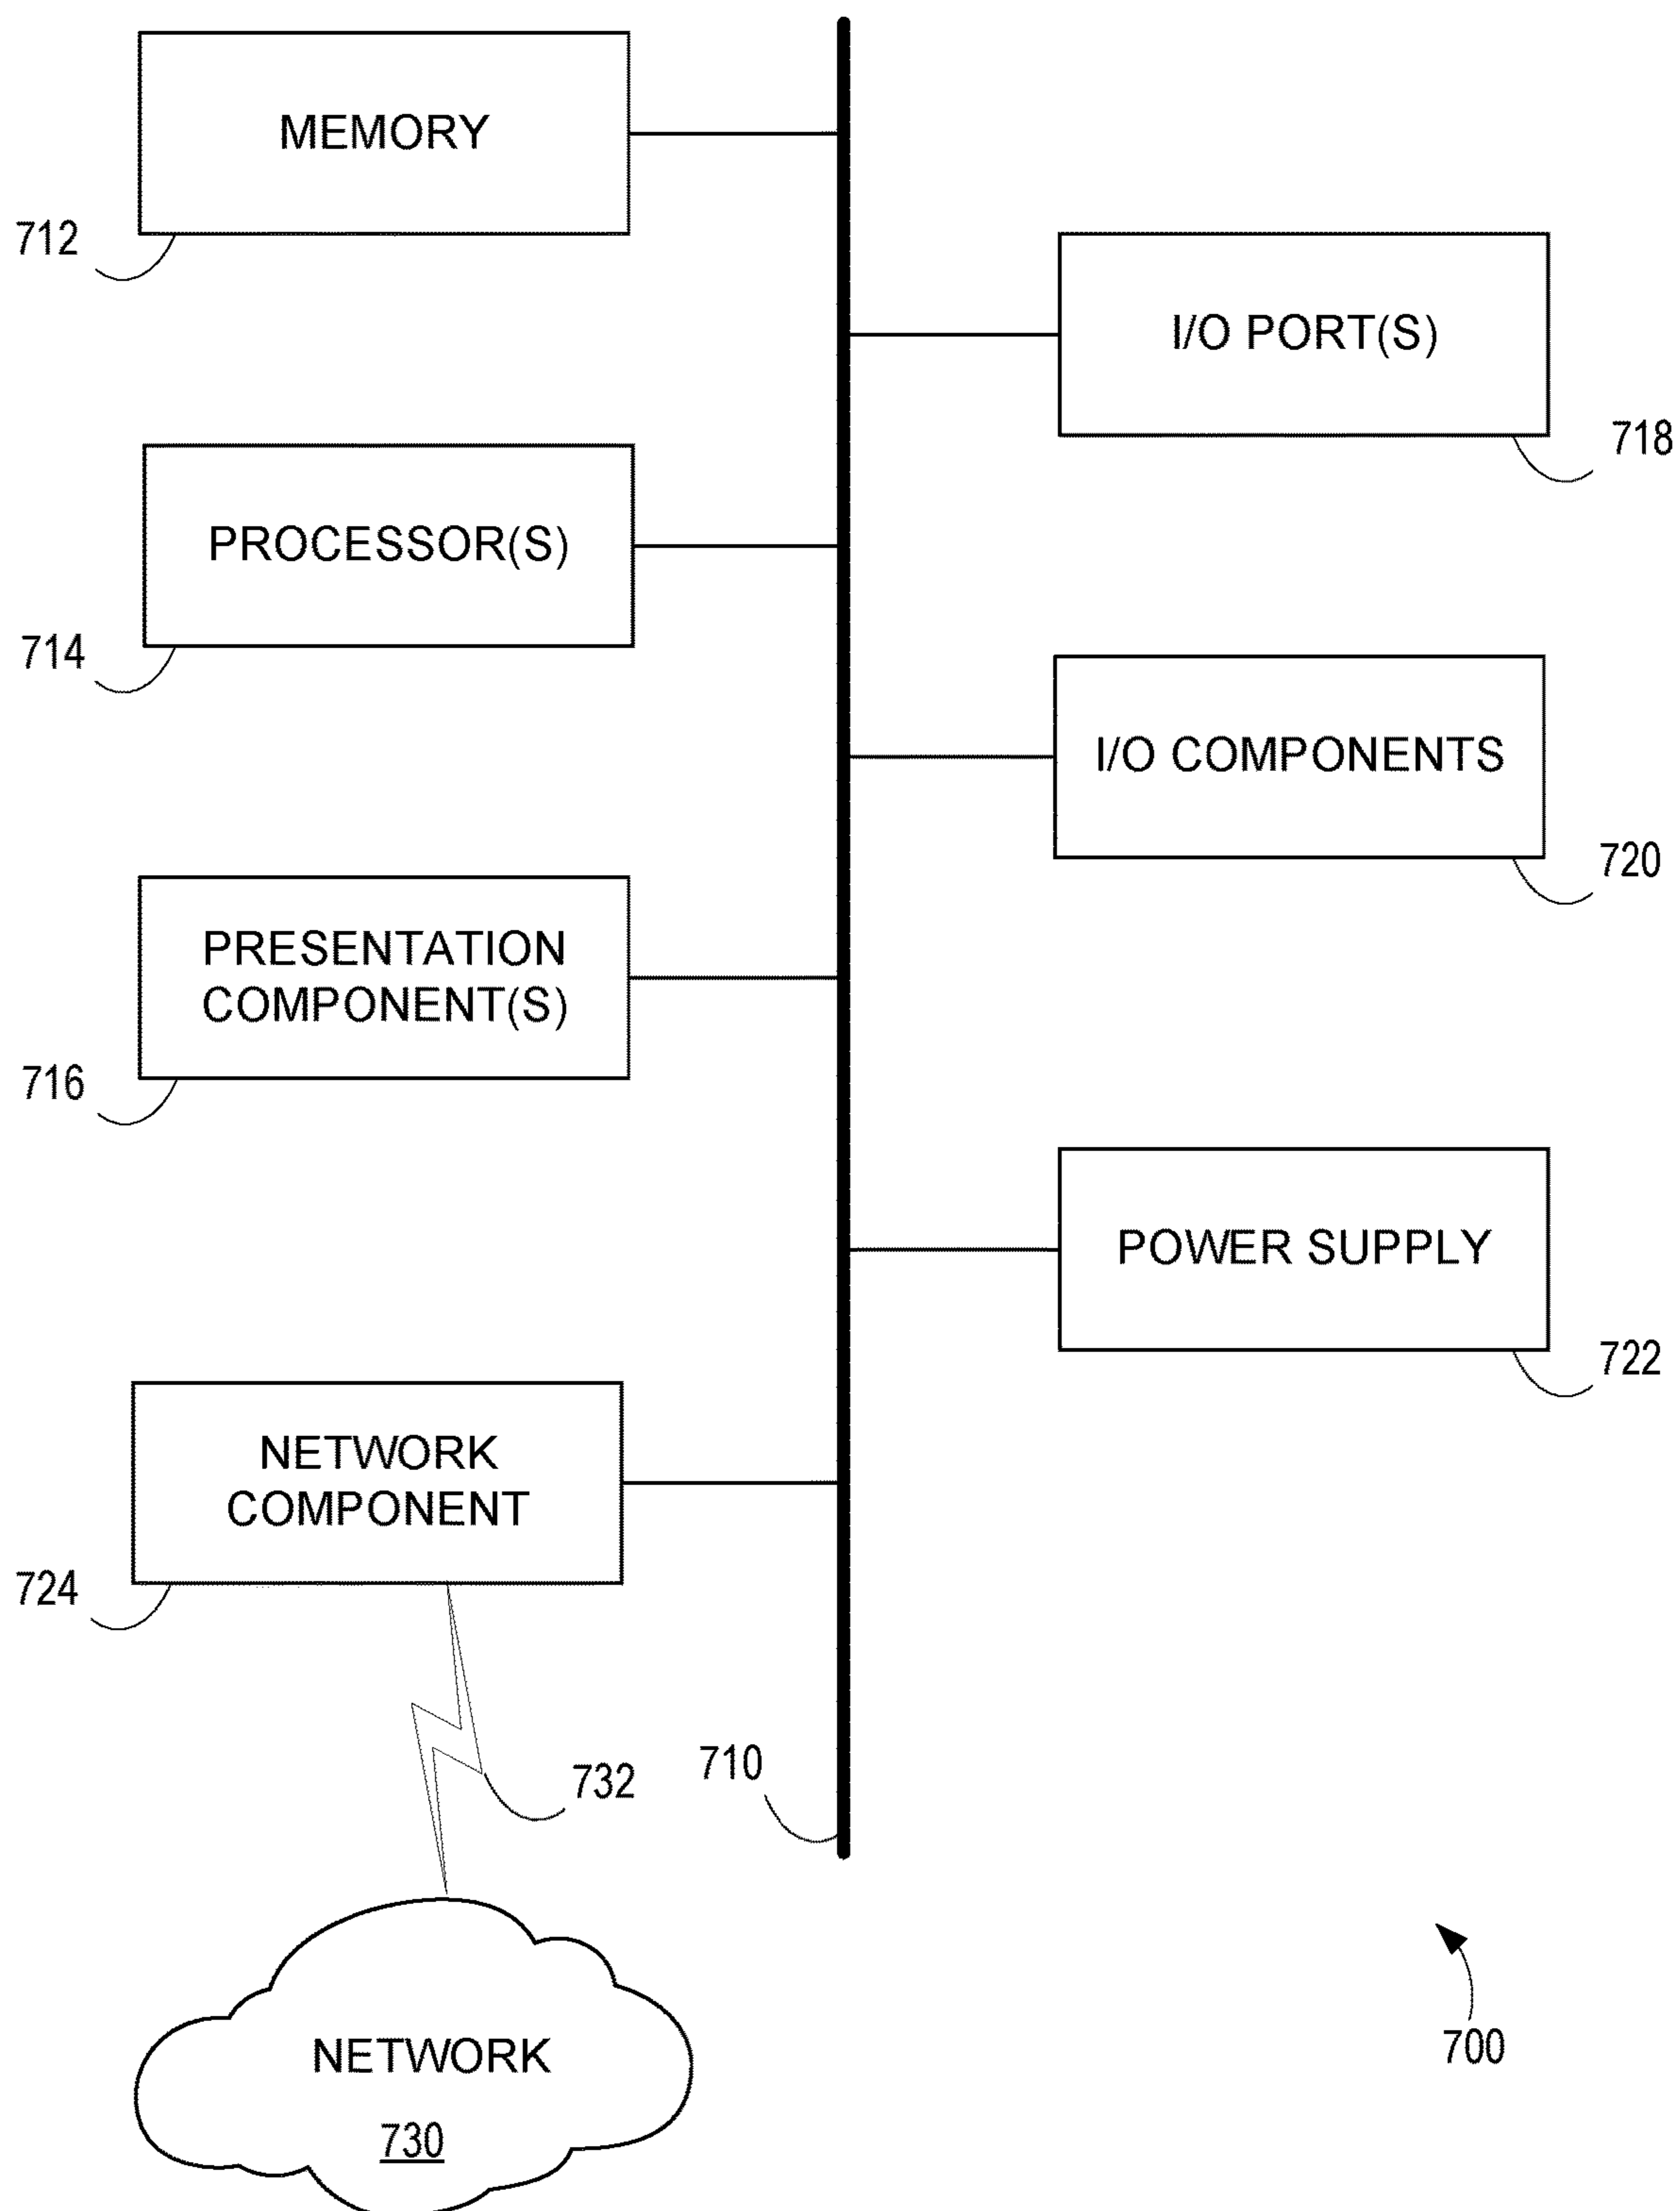 MEMORY
712
I/O PORT(S)
718
PROCESSOR(S)
714
I/O COMPONENTS
720
PRESENTATION
COMPONENT(S)
716
POWER SUPPLY
722
NETWORK
COMPONENT
724
732
710
NETWORK
730
700